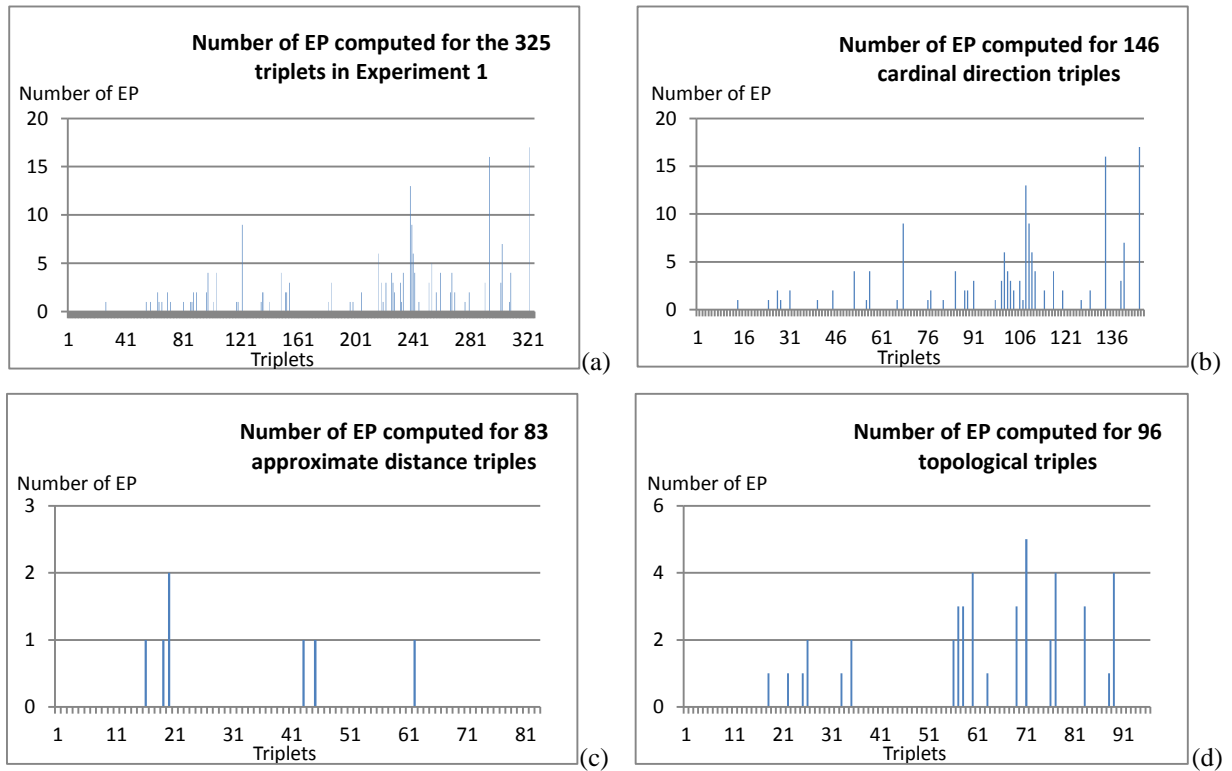 Number of EP computed for the 325
triplets in Experiment 1
Number of EP
20
15
10
5
0
1 41 81 121 161 201 241 281 321
Triplets
(a)
Number of EP computed for 146
cardinal direction triples
Number of EP
20
15
10
5
0
1 16 31 46 61 76 91 106 121 136
Triplets
(b)
Number of EP computed for 83
approximate distance triples
Number of EP
3
2
1
0
1 11 21 31 41 51 61 71 81
Triplets
(c)
Number of EP computed for 96
topological triples
Number of EP
6
4
2
0
1 11 21 31 41 51 61 71 81 91
Triplets
(d)